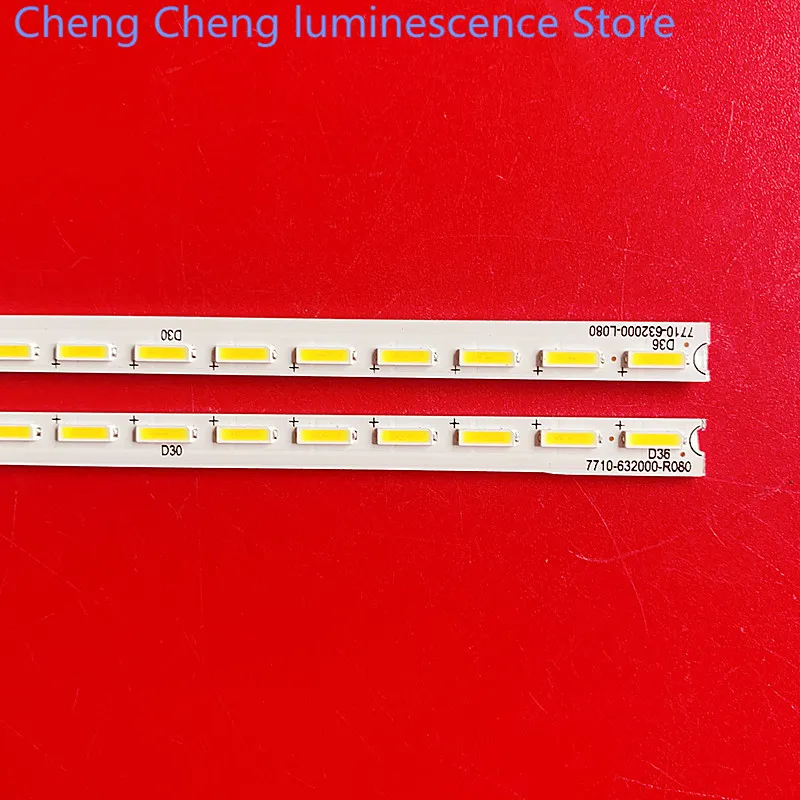 Cheng Cheng luminescence Store
7710-632000-L080
D30
D36
+ + + + + + + +
+ + + + + + + +
D30
D36
7710-632000-R080